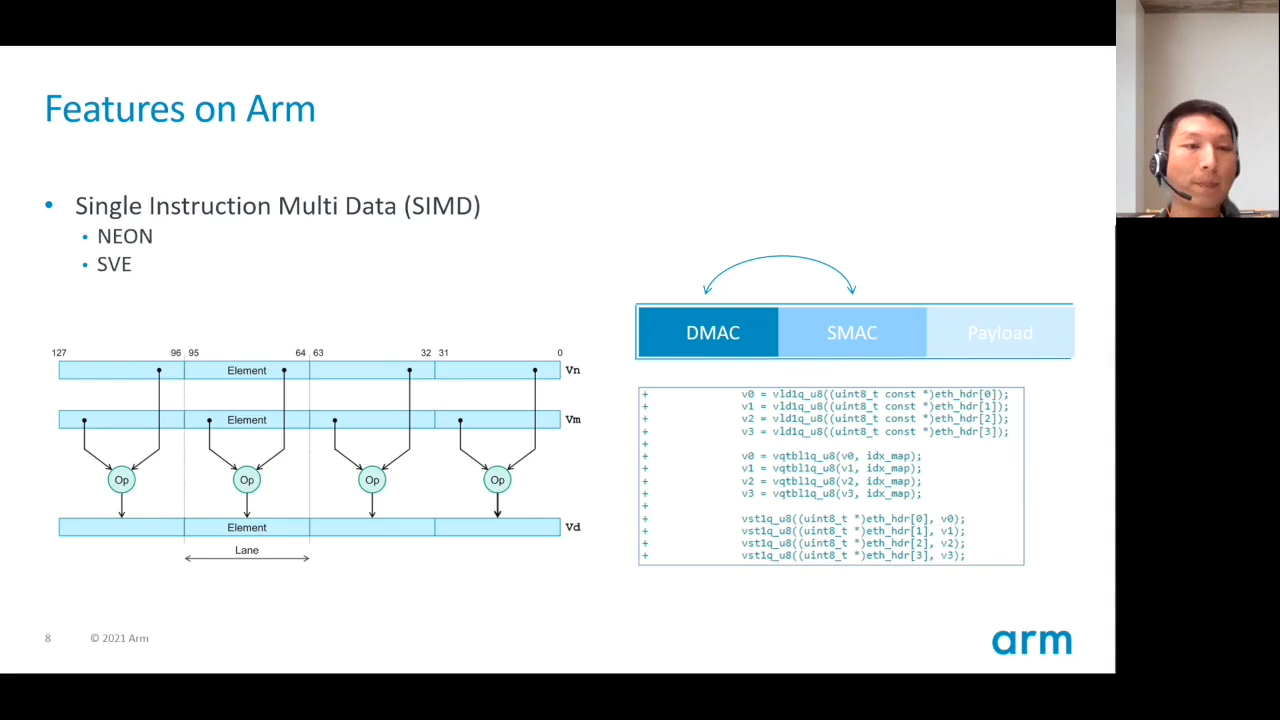 Features on Arm
• Single Instruction Multi Data (SIMD)
• NEON
• SVE
127 96 95 64 63 32 31 0
Element Vn
Element Vm
Op Op Op Op
Element Vd
Lane
DMAC SMAC Payload
+ v0 = vld1q_u8((uint8_t const *)eth_hdr[0]);
+ v1 = vld1q_u8((uint8_t const *)eth_hdr[1]);
+ v2 = vld1q_u8((uint8_t const *)eth_hdr[2]);
+ v3 = vld1q_u8((uint8_t const *)eth_hdr[3]);
+
+ v0 = vqtbl1q_u8(v0, idx_map);
+ v1 = vqtbl1q_u8(v1, idx_map);
+ v2 = vqtbl1q_u8(v2, idx_map);
+ v3 = vqtbl1q_u8(v3, idx_map);
+
+ vst1q_u8((uint8_t *)eth_hdr[0], v0);
+ vst1q_u8((uint8_t *)eth_hdr[1], v1);
+ vst1q_u8((uint8_t *)eth_hdr[2], v2);
+ vst1q_u8((uint8_t *)eth_hdr[3], v3);
8 © 2021 Arm
arm